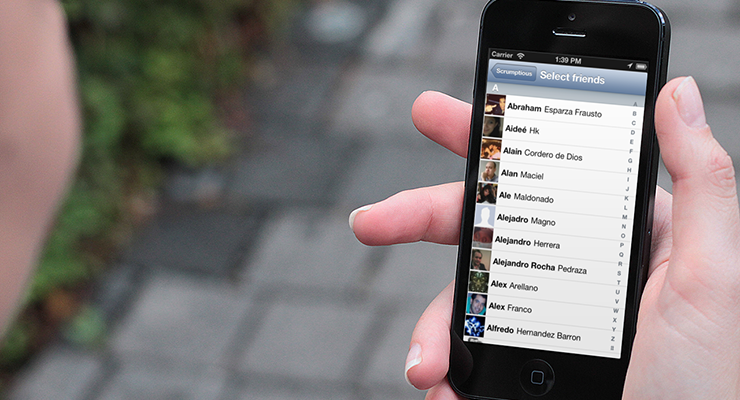 Carrier 1:39 PM
Scrumptious Select friends
A
Abraham Esparza Frausto
Aideé Hk
Alain Cordero de Dios
Alan Maciel
Ale Maldonado
Alejadro Magno
Alejandro Herrera
Alejandro Rocha Pedraza
Alex Arellano
Alex Franco
Alfredo Hernandez Barron
A
B
C
D
E
F
G
H
I
J
K
L
M
N
O
P
Q
R
S
T
U
V
W
X
Y
Z